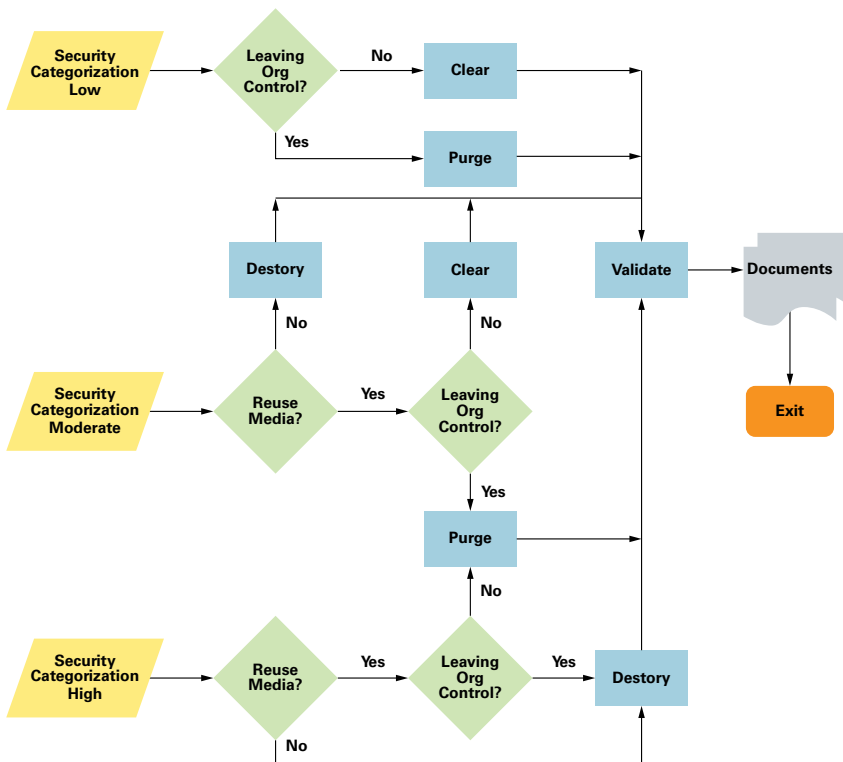 Security
Categorization
Low
Leaving
Org
Control?
No
Clear
Yes
Purge
Destory
Clear
Validate
Documents
No
No
Security
Categorization
Moderate
Reuse
Media?
Yes
Leaving
Org
Control?
Exit
Yes
Purge
No
Security
Categorization
High
Reuse
Media?
Yes
Leaving
Org
Control?
Yes
Destory
No